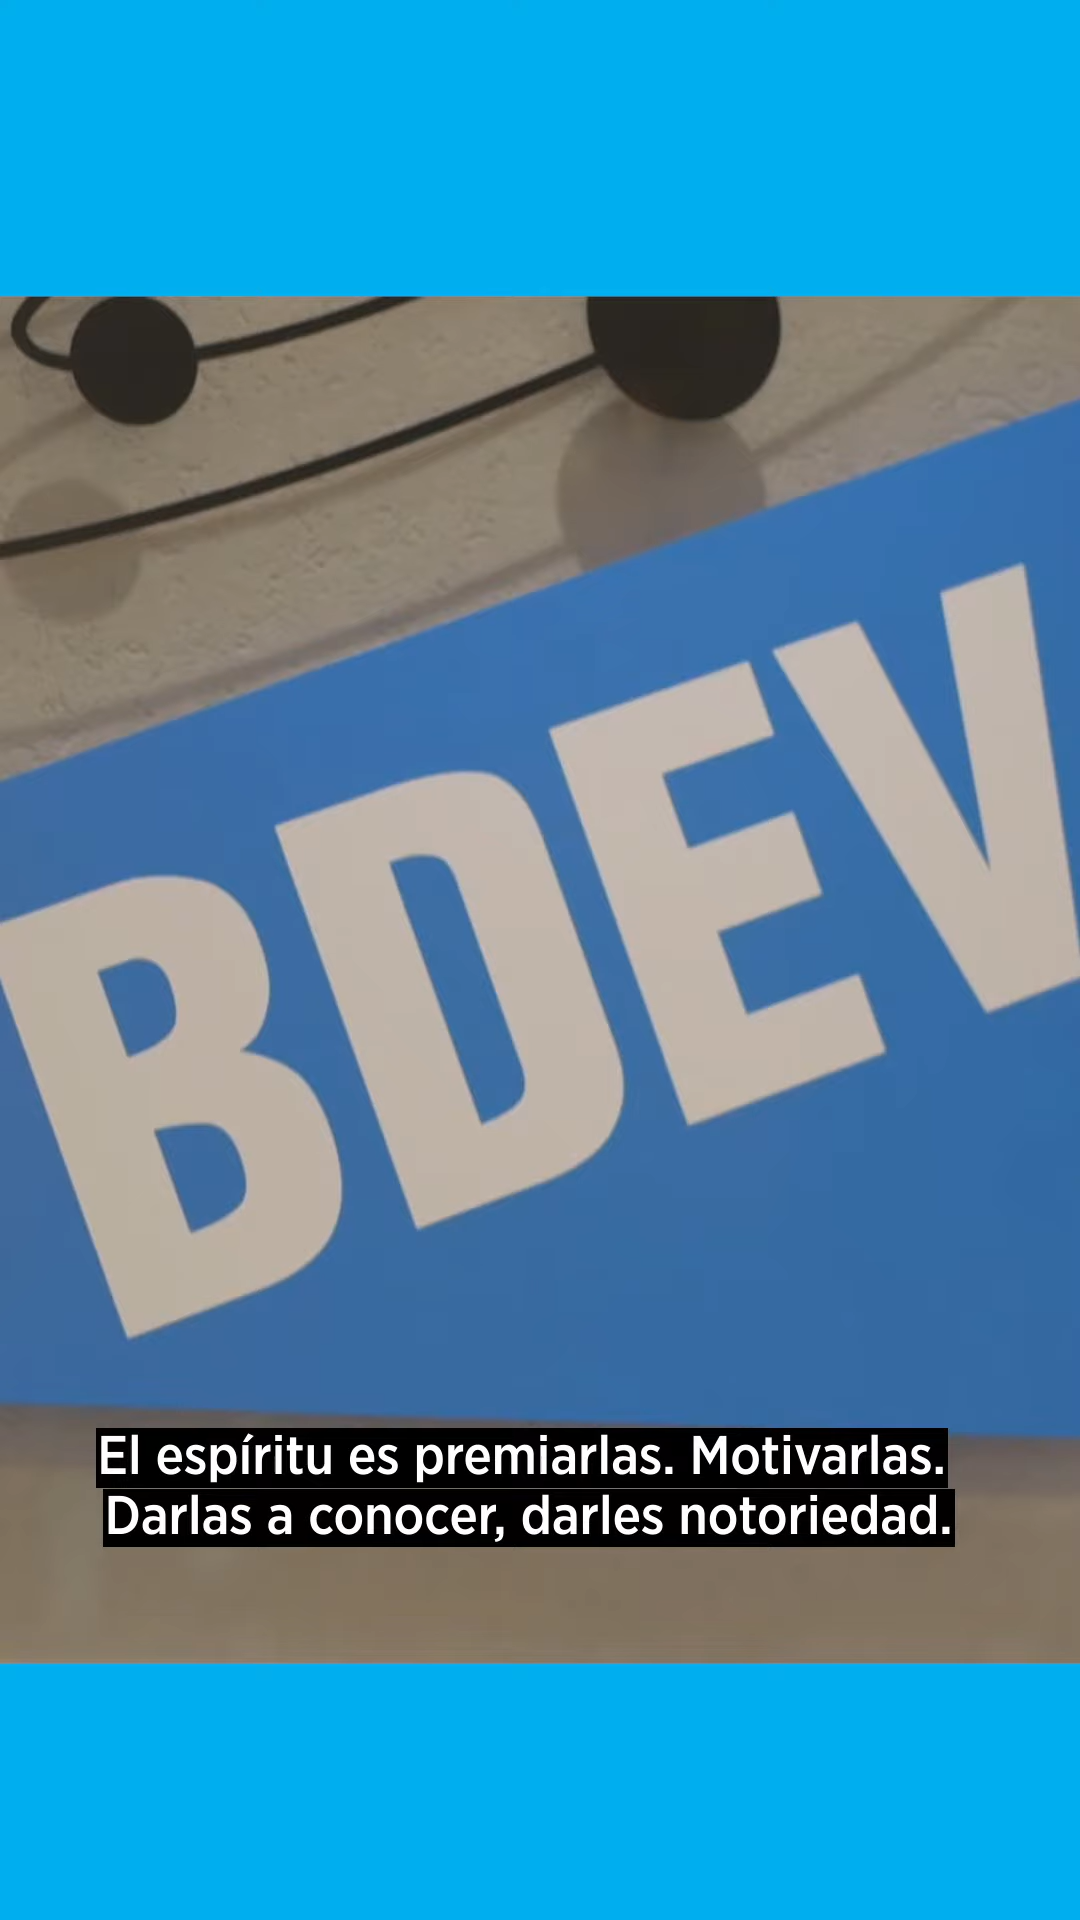 BDEV
El espíritu es premiarlas. Motivarlas.
Darlas a conocer, darles notoriedad.